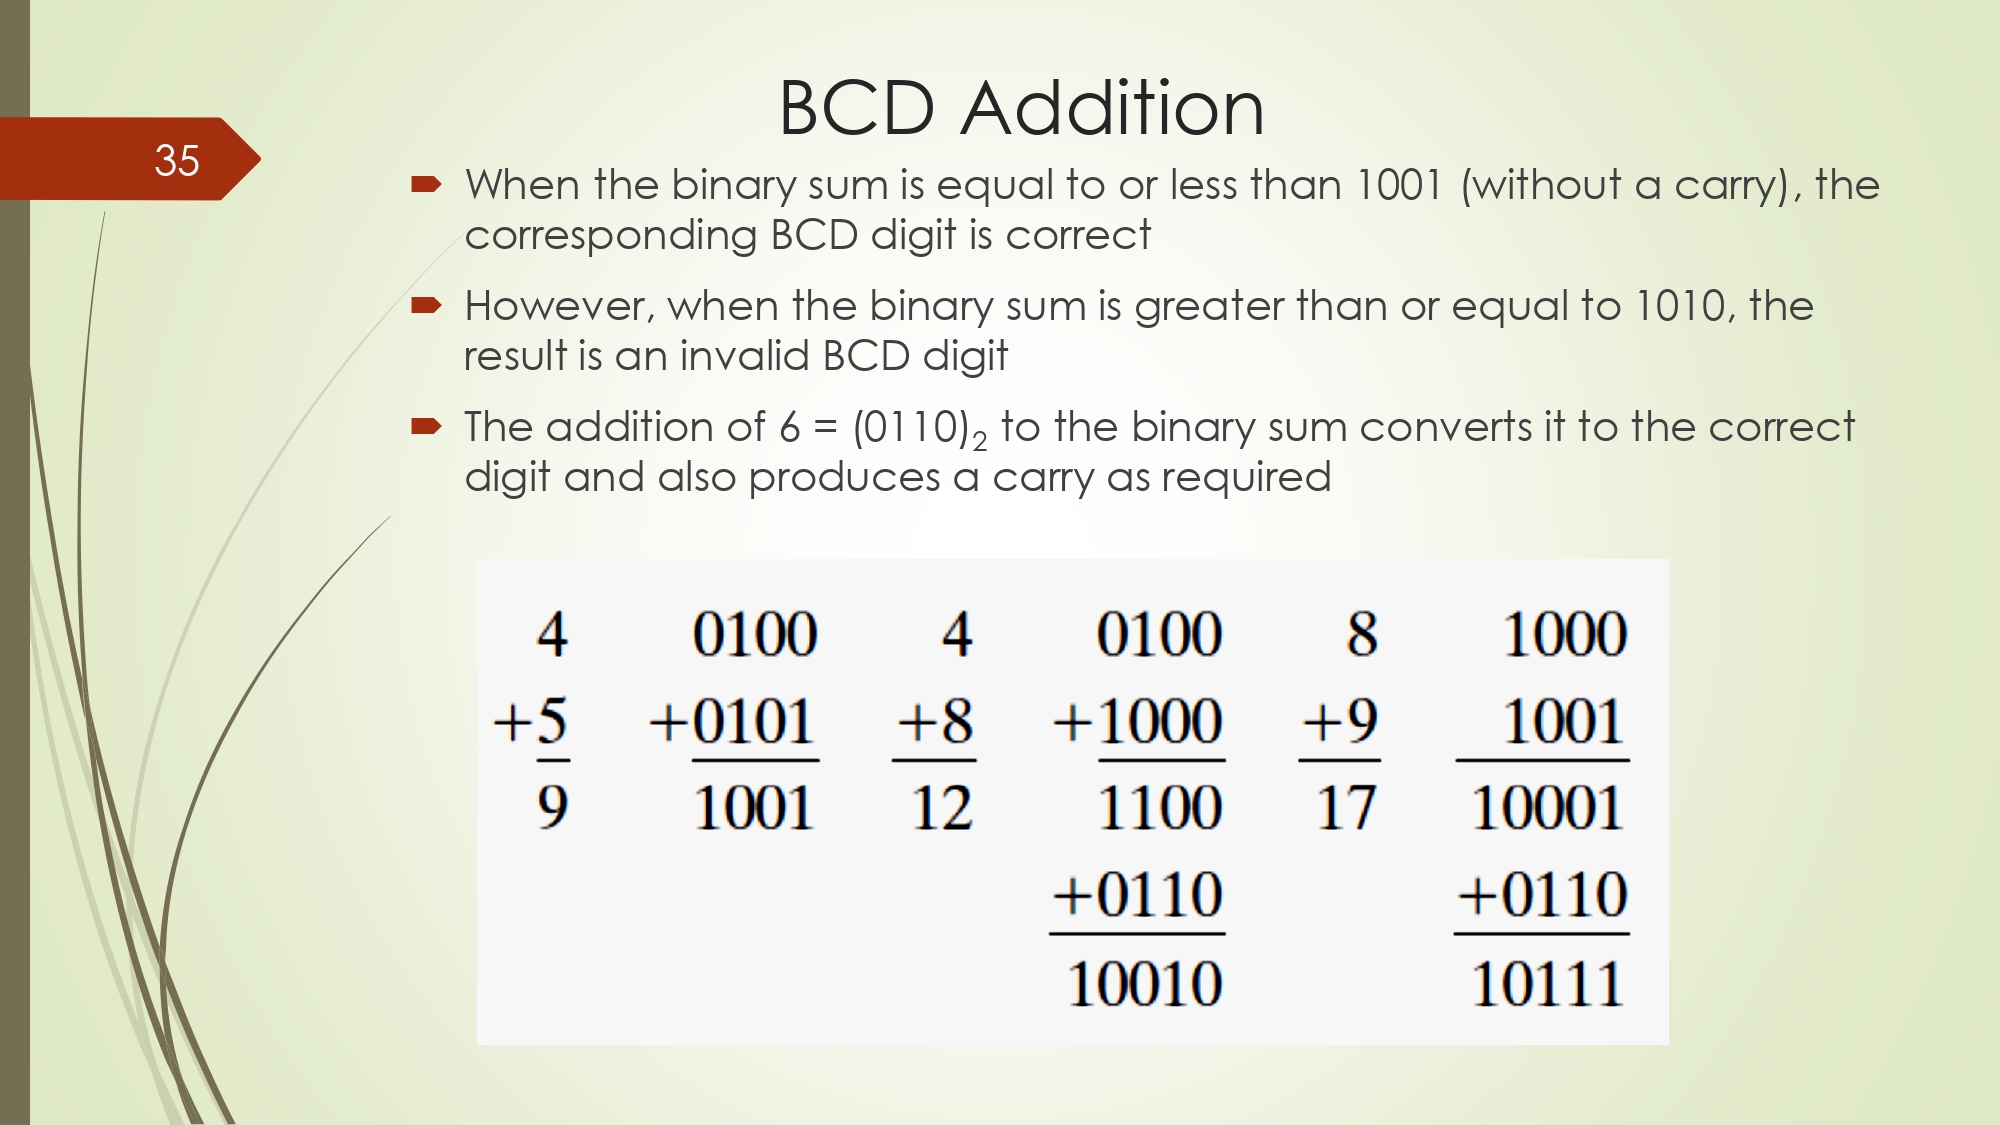 BCD Addition
35
When the binary sum is equal to or less than 1001 (without a carry), the
corresponding BCD digit is correct
However, when the binary sum is greater than or equal to 1010, the
result is an invalid BCD digit
The addition of 6 = (0110)₂ to the binary sum converts it to the correct
digit and also produces a carry as required
4 0100 4 0100 8 1000
+5 +0101 +8 +1000 +9 1001
9 1001 12 1100 17 10001
+0110 +0110
10010 10111